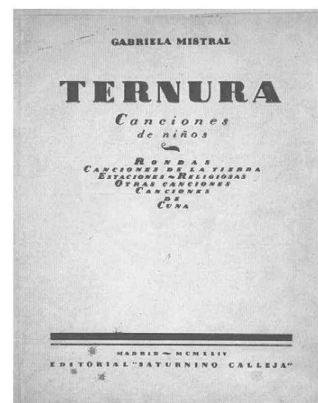 GABRIELA MISTRAL
TERNURA
Canciones
de niños
RONDAS
CANCIONES DE LA TIERRA
ESTACIONES ~ RELIGIOSAS
OTRAS CANCIONES
CANCIONES
DE
CUNA
MADRID ~ MCMXXIV
EDITORIAL "SATURNINO CALLEJA"